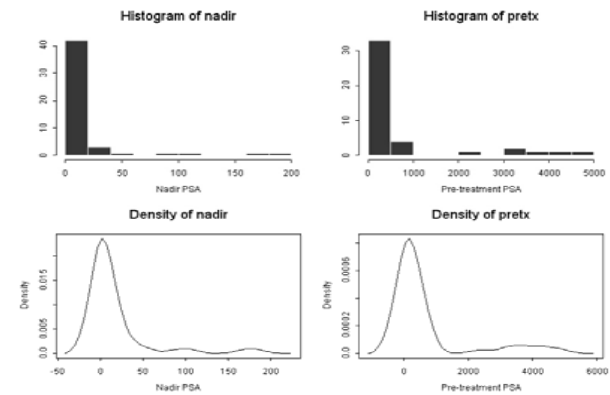 Histogram of nadir
40
30
20
10
0
0 50 100 150 200
Nadir PSA
Histogram of pretx
30
20
10
0
0 1000 2000 3000 4000 5000
Pre-treatment PSA
Density of nadir
Density
0.015
0.005
0.0
-50 0 50 100 150 200
Nadir PSA
Density of pretx
Density
0.0006
0.0002
0.0
0 2000 4000 6000
Pre-treatment PSA